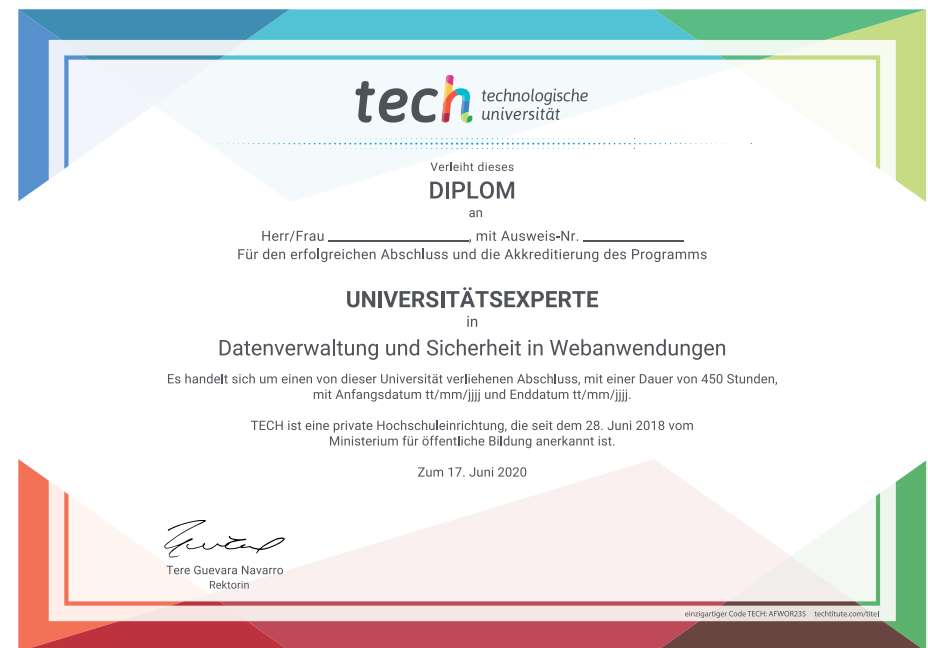 tech technologische
universität
Verleiht dieses
DIPLOM
an
Herr/Frau ____________________, mit Ausweis-Nr. ______________
Für den erfolgreichen Abschluss und die Akkreditierung des Programms
UNIVERSITÄTSEXPERTE
in
Datenverwaltung und Sicherheit in Webanwendungen
Es handelt sich um einen von dieser Universität verliehenen Abschluss, mit einer Dauer von 450 Stunden,
mit Anfangsdatum tt/mm/jjjj und Enddatum tt/mm/jjjj.
TECH ist eine private Hochschuleinrichtung, die seit dem 28. Juni 2018 vom
Ministerium für öffentliche Bildung anerkannt ist.
Zum 17. Juni 2020
Tere Guevara Navarro
Rektorin
einzigartiger Code TECH: AFWOR23S techtitute.com/titel